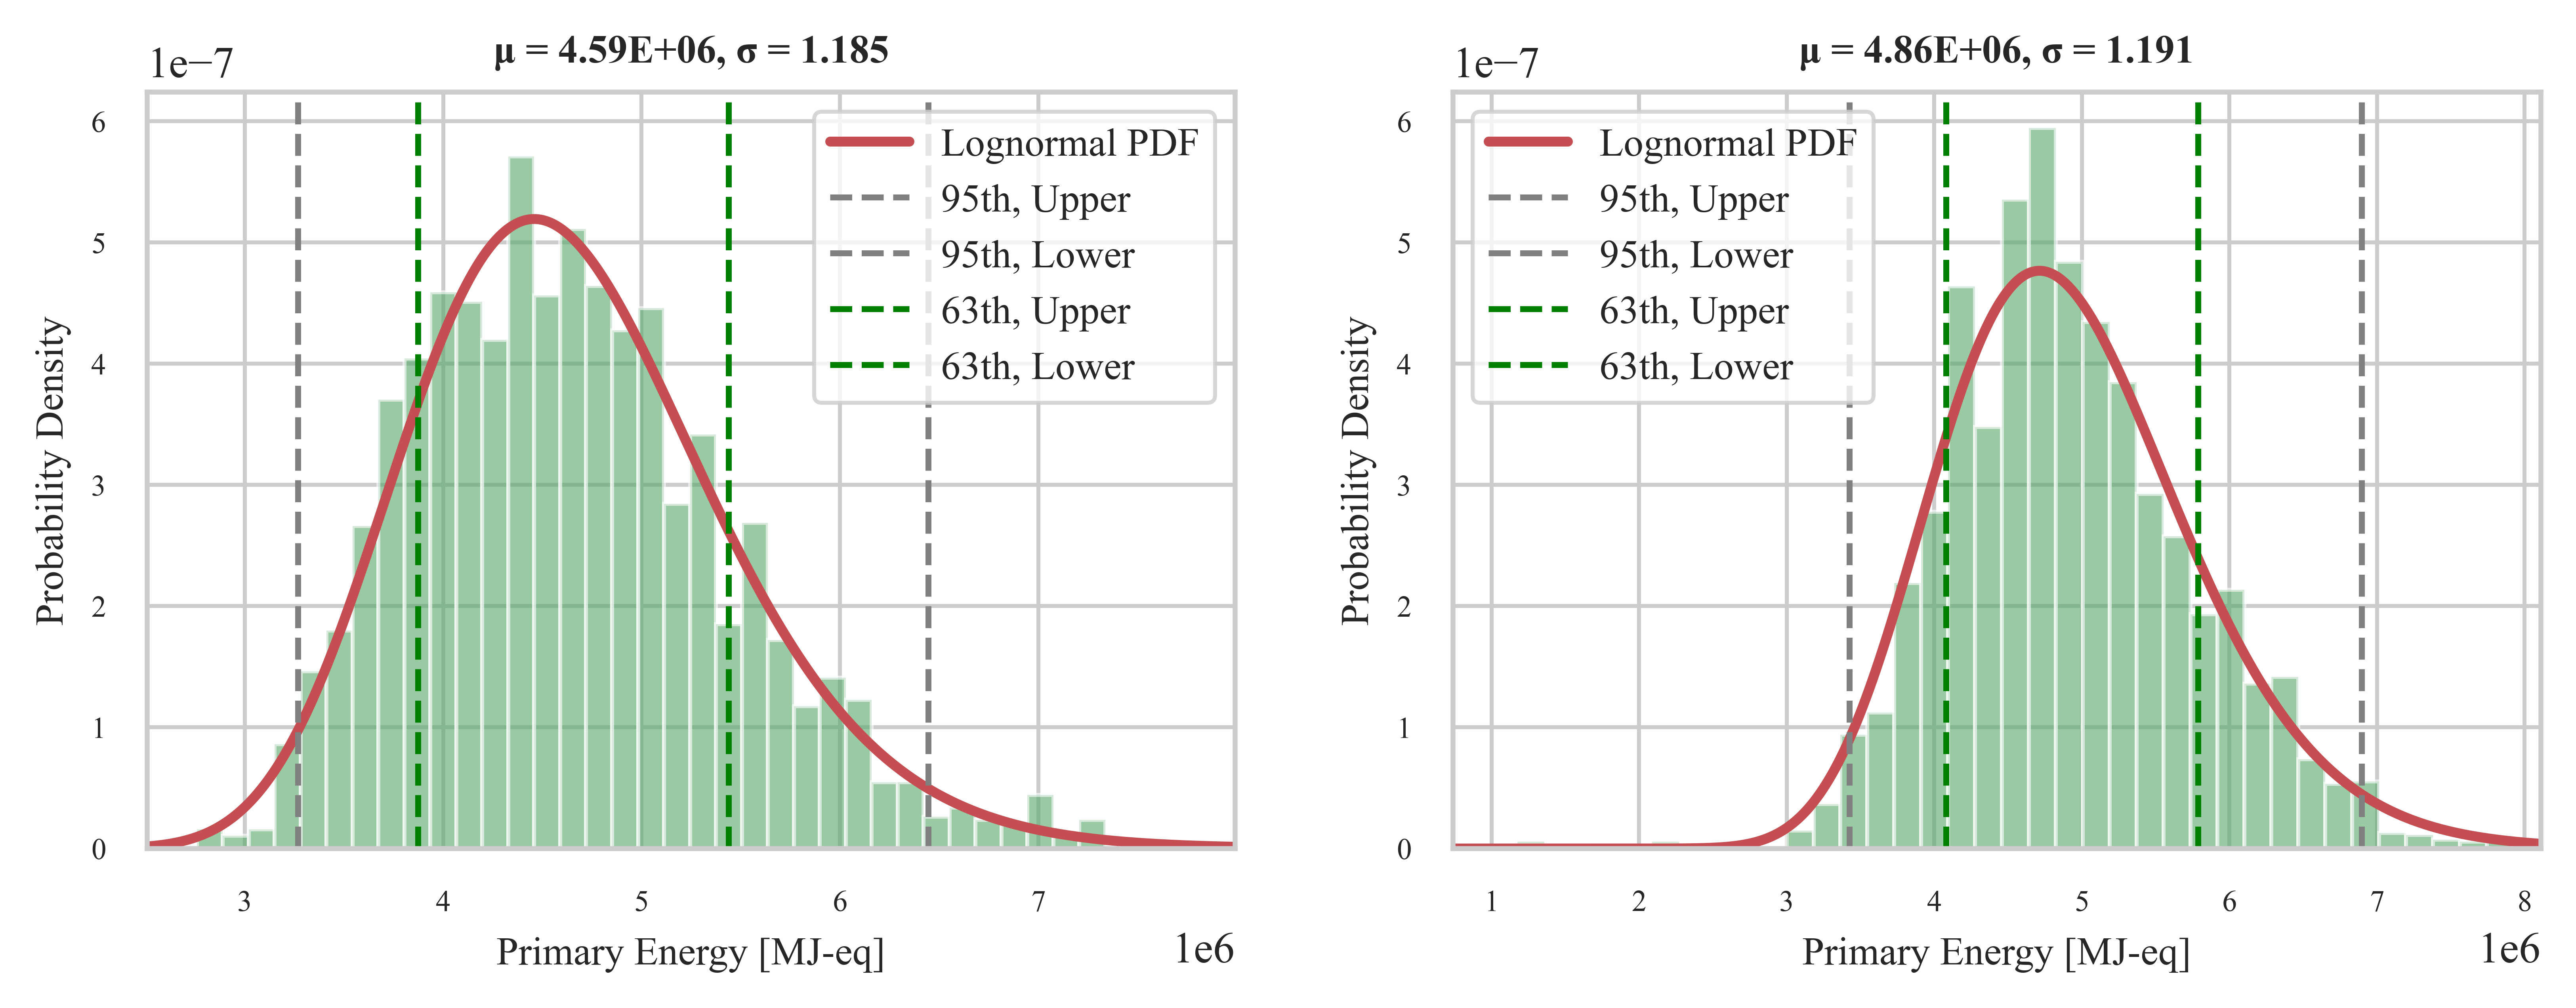 μ = 4.59E+06, σ = 1.185
1e−7
Lognormal PDF
95th, Upper
95th, Lower
63th, Upper
63th, Lower
Probability Density
6
5
4
3
2
1
0
3 4 5 6 7
Primary Energy [MJ-eq]
1e6
μ = 4.86E+06, σ = 1.191
1e−7
Lognormal PDF
95th, Upper
95th, Lower
63th, Upper
63th, Lower
Probability Density
6
5
4
3
2
1
0
1 2 3 4 5 6 7 8
Primary Energy [MJ-eq]
1e6